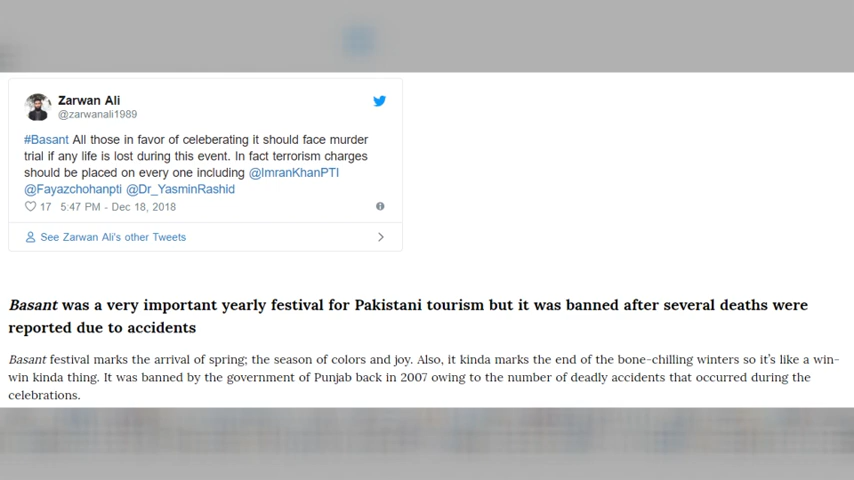 Zarwan Ali
@zarwanali1989
#Basant All those in favor of celeberating it should face murder
trial if any life is lost during this event. In fact terrorism charges
should be placed on every one including @ImranKhanPTI
@Fayazchohanpti @Dr_YasminRashid
17 5:47 PM - Dec 18, 2018
See Zarwan Ali's other Tweets
Basant was a very important yearly festival for Pakistani tourism but it was banned after several deaths were
reported due to accidents
Basant festival marks the arrival of spring; the season of colors and joy. Also, it kinda marks the end of the bone-chilling winters so it's like a win-
win kinda thing. It was banned by the government of Punjab back in 2007 owing to the number of deadly accidents that occurred during the
celebrations.